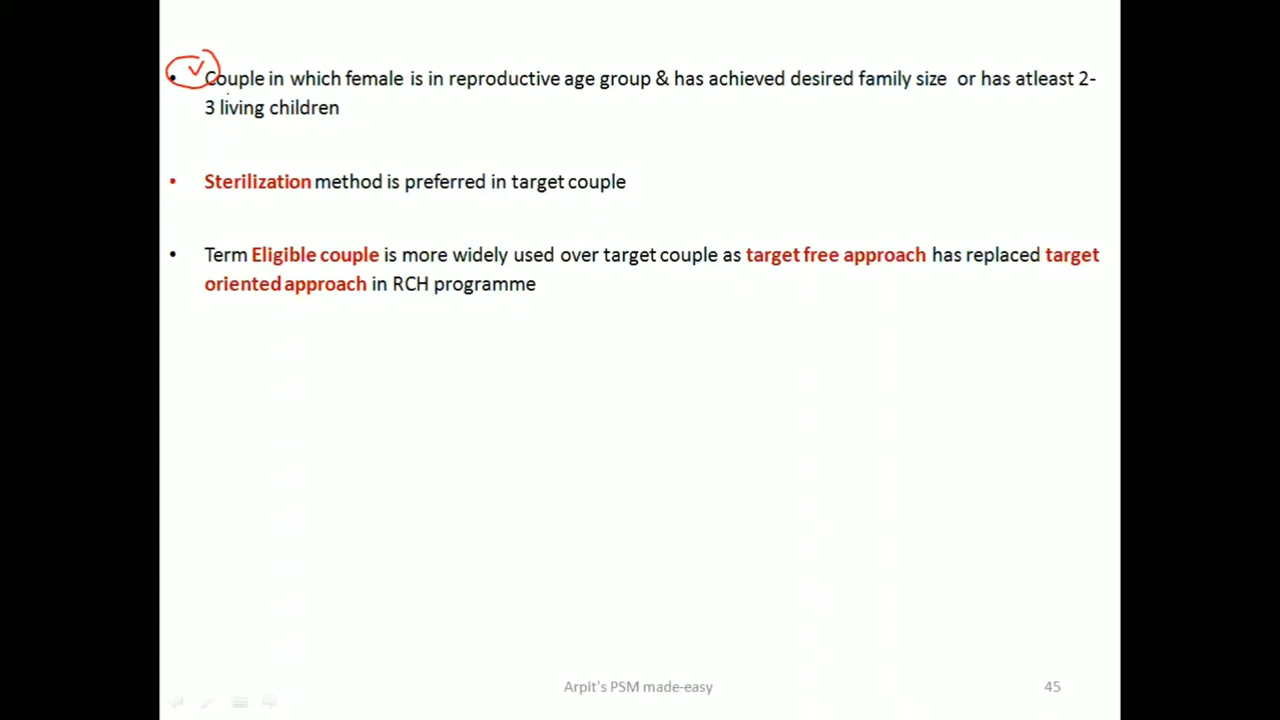 • Couple in which female is in reproductive age group & has achieved desired family size or has atleast 2-
3 living children
• Sterilization method is preferred in target couple
• Term Eligible couple is more widely used over target couple as target free approach has replaced target
oriented approach in RCH programme
Arpit's PSM made-easy
45